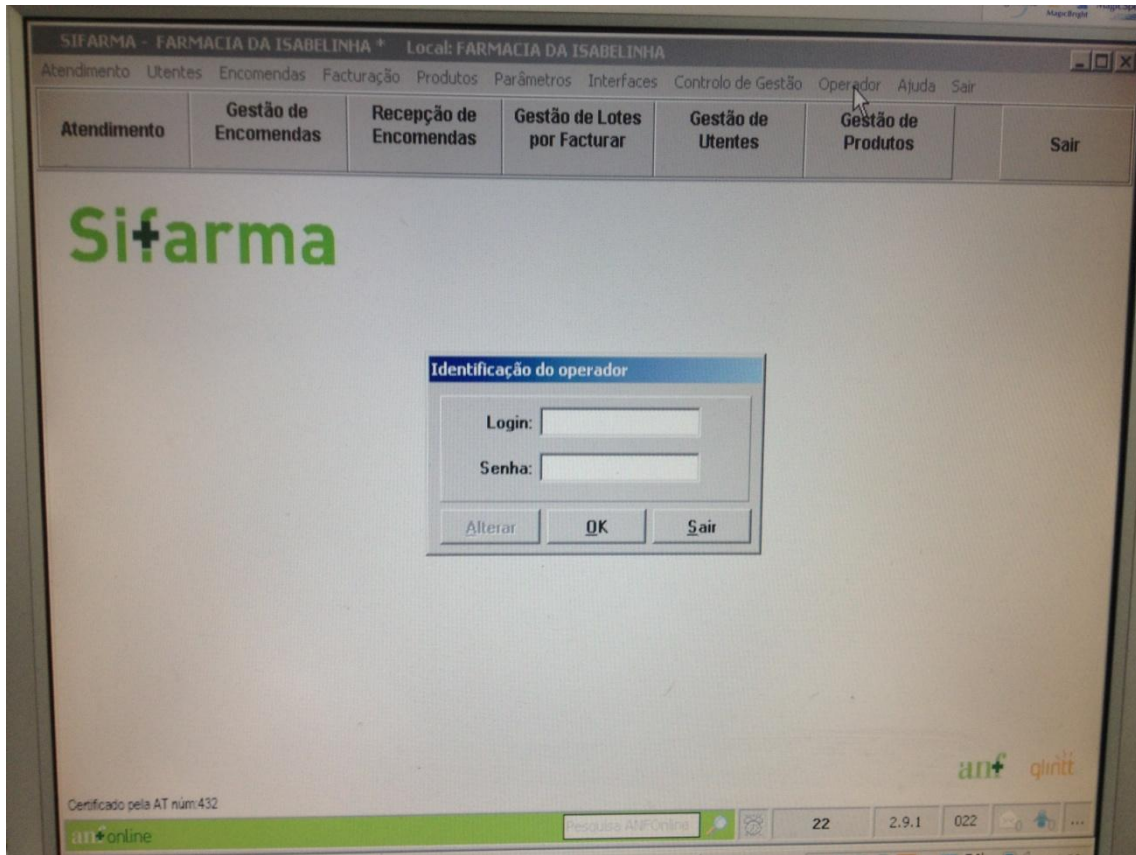 MagicBright
SIFARMA - FARMACIA DA ISABELINHA * Local: FARMACIA DA ISABELINHA
Atendimento Utentes Encomendas Facturação Produtos Parâmetros Interfaces Controlo de Gestão Operador Ajuda Sair
Atendimento
Gestão de
Encomendas
Recepção de
Encomendas
Gestão de Lotes
por Facturar
Gestão de
Utentes
Gestão de
Produtos
Sair
Sifarma
Identificação do operador
Login:
Senha:
Alterar OK Sair
anf glintt
Certificado pela AT núm:432
anfonline Pesquisa ANFOnline 22 2.9.1 022 0 0 ...